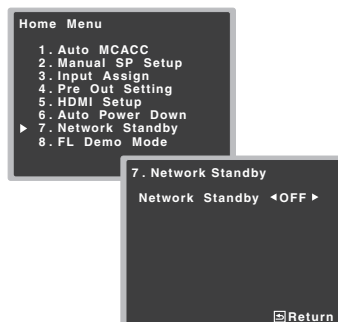 Home Menu
1. Auto MCACC
2. Manual SP Setup
3. Input Assign
4. Pre Out Setting
5. HDMI Setup
6. Auto Power Down
7. Network Standby
8. FL Demo Mode
7. Network Standby
Network Standby ◄OFF►
Return